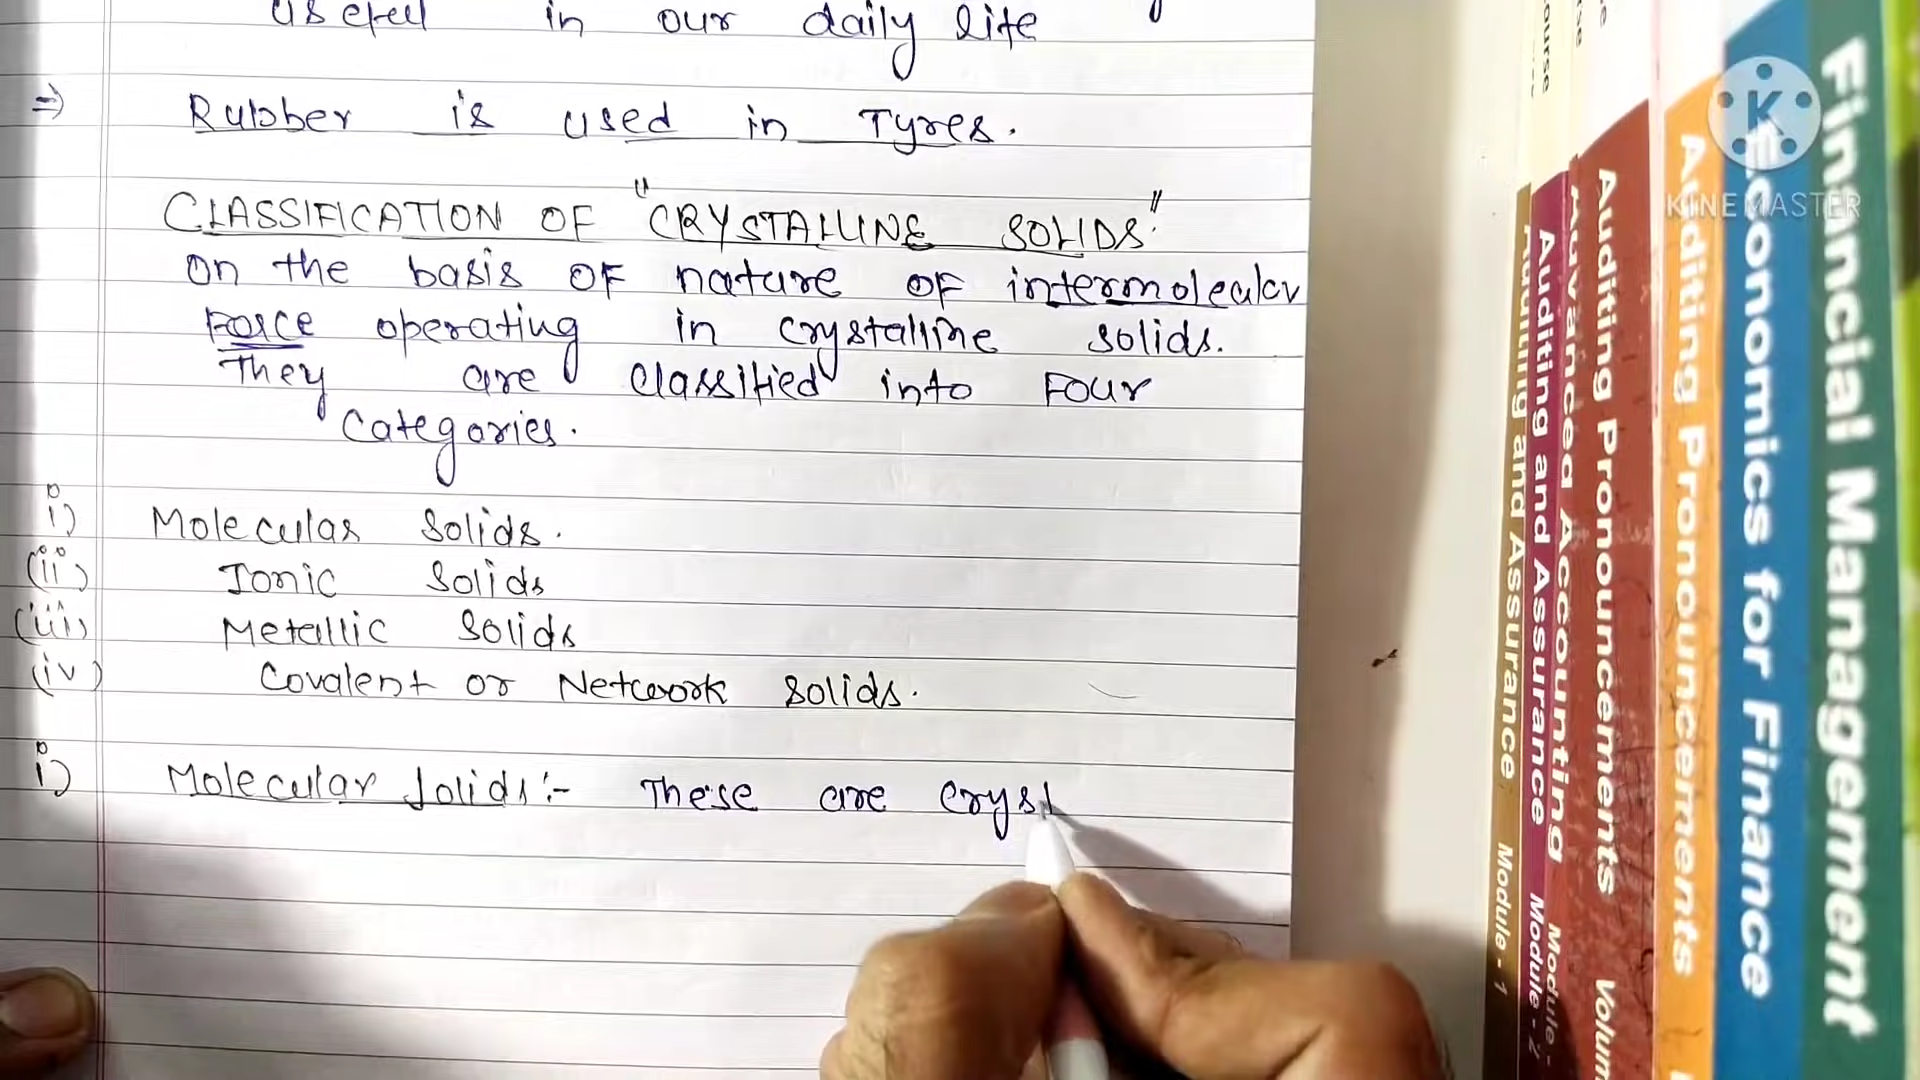 useful in our daily life
=> Rubber is used in Tyres.
CLASSIFICATION OF "CRYSTALLINE SOLIDS."
On the basis of nature of intermolecular
Force operating in crystalline solids.
They are classified into Four
Categories.
i) Molecular Solids.
(ii) Ionic Solids
(iii) Metallic Solids
(iv) Covalent or Network Solids.
i) Molecular Solids:- These are cryst
KINEMASTER
Financial Management
Economics for Finance
Auditing Pronouncements
Auditing Pronouncements Volum
Advanced Accounting Module -
Auditing and Assurance Module - 2
Auditing and Assurance Module - 1